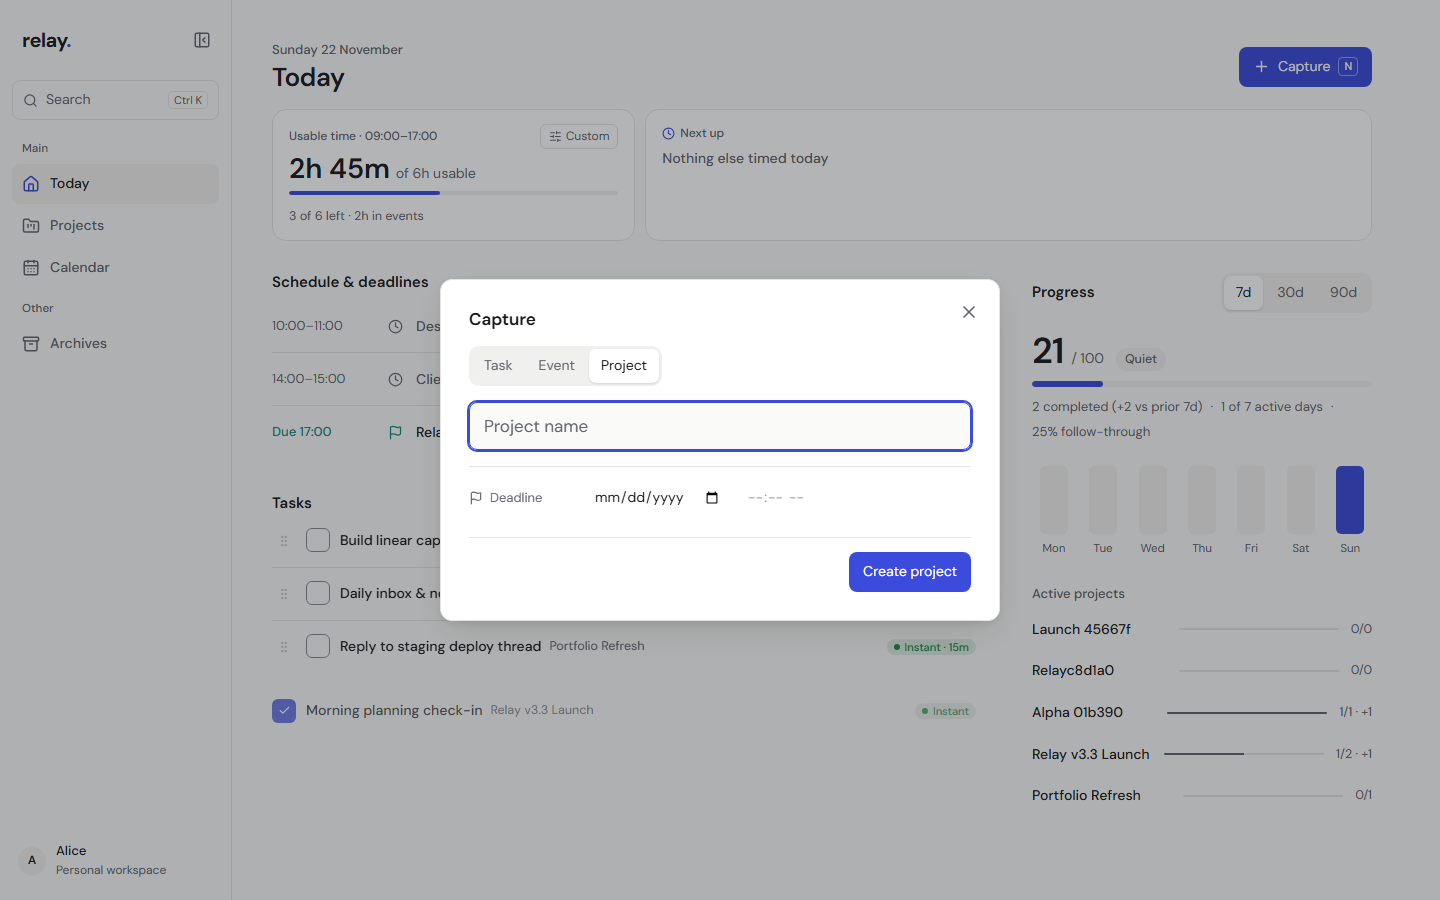 relay.
Search Ctrl K
Main
Today
Projects
Calendar
Other
Archives
A
Alice
Personal workspace
Sunday 22 November
Today
Capture N
Usable time · 09:00–17:00
Custom
2h 45m of 6h usable
3 of 6 left · 2h in events
Next up
Nothing else timed today
Schedule & deadlines
10:00–11:00 Des
14:00–15:00 Clie
Due 17:00 Rela
Tasks
Build linear cap
Daily inbox & n
Reply to staging deploy thread Portfolio Refresh Instant · 15m
Morning planning check-in Relay v3.3 Launch Instant
Capture
Task Event Project
Project name
Deadline mm/dd/yyyy --:-- --
Create project
Progress
7d 30d 90d
21 / 100 Quiet
2 completed (+2 vs prior 7d) · 1 of 7 active days ·
25% follow-through
Mon Tue Wed Thu Fri Sat Sun
Active projects
Launch 45667f 0/0
Relayc8d1a0 0/0
Alpha 01b390 1/1 · +1
Relay v3.3 Launch 1/2 · +1
Portfolio Refresh 0/1